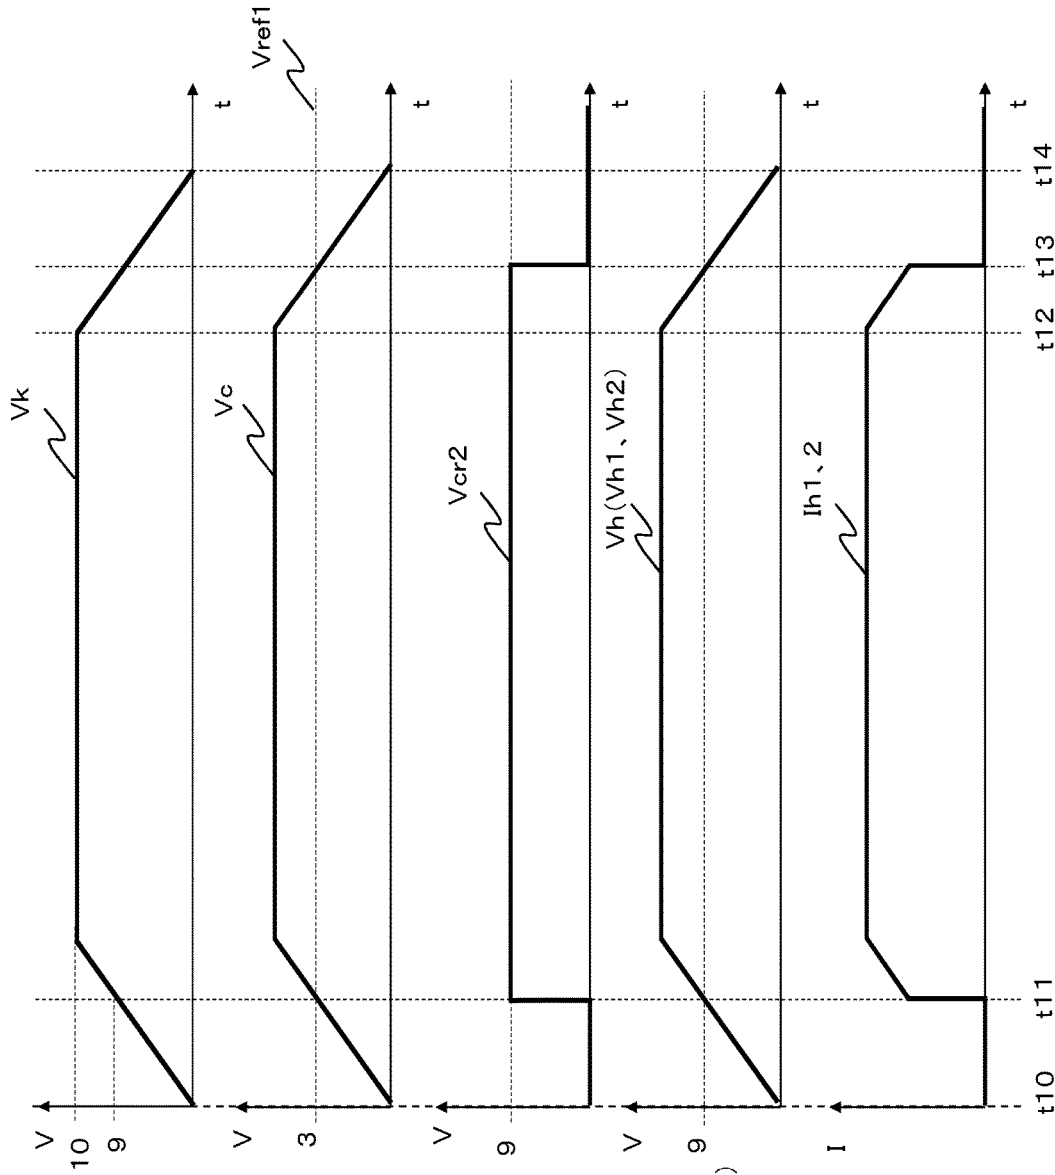 V
10
9
Vk
t
V
3
Vc
Vref1
t
V
9
Vcr2
t
V
9
)
Vh(Vh1、Vh2)
t
I
Ih1、2
t
t10
t11
t12
t13
t14